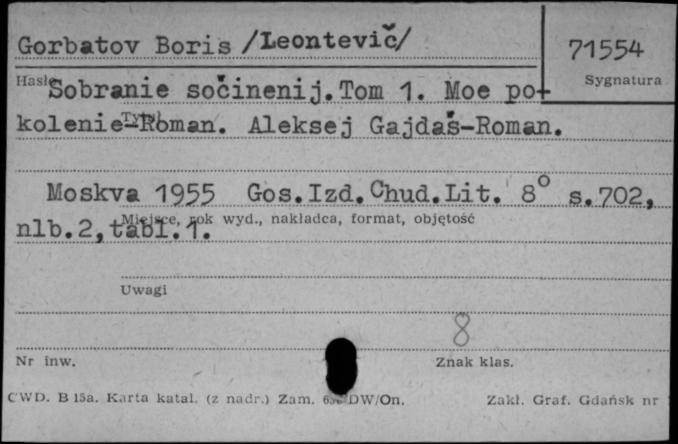 Gorbatov Boris /Leontevič/
71554
Hasło
Sygnatura
Sobranie sočinenij. Tom 1. Moe po-
Tytuł
kolenie-Roman. Aleksej Gajdaš-Roman.
Moskva 1955 Gos.Izd.Chud.Lit. 8° s.702,
Miejsce, rok wyd., nakładca, format, objętość
nlb.2, tabl.1.
Uwagi
8
Nr inw.
Znak klas.
CWD. B 15a. Karta katal. (z nadr.) Zam. DW/On.
Zakł. Graf. Gdańsk nr